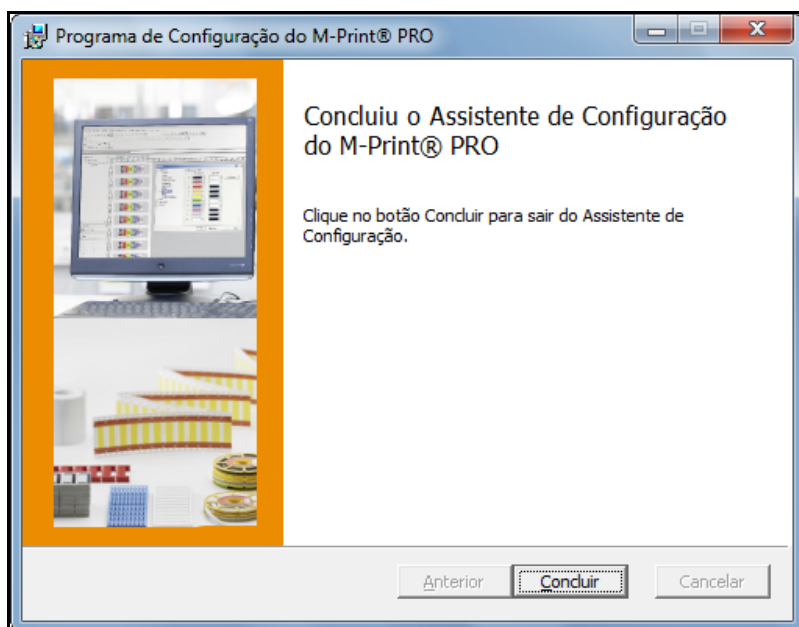 Programa de Configuração do M-Print® PRO
Concluiu o Assistente de Configuração
do M-Print® PRO
Clique no botão Concluir para sair do Assistente de
Configuração.
Anterior
Concluir
Cancelar